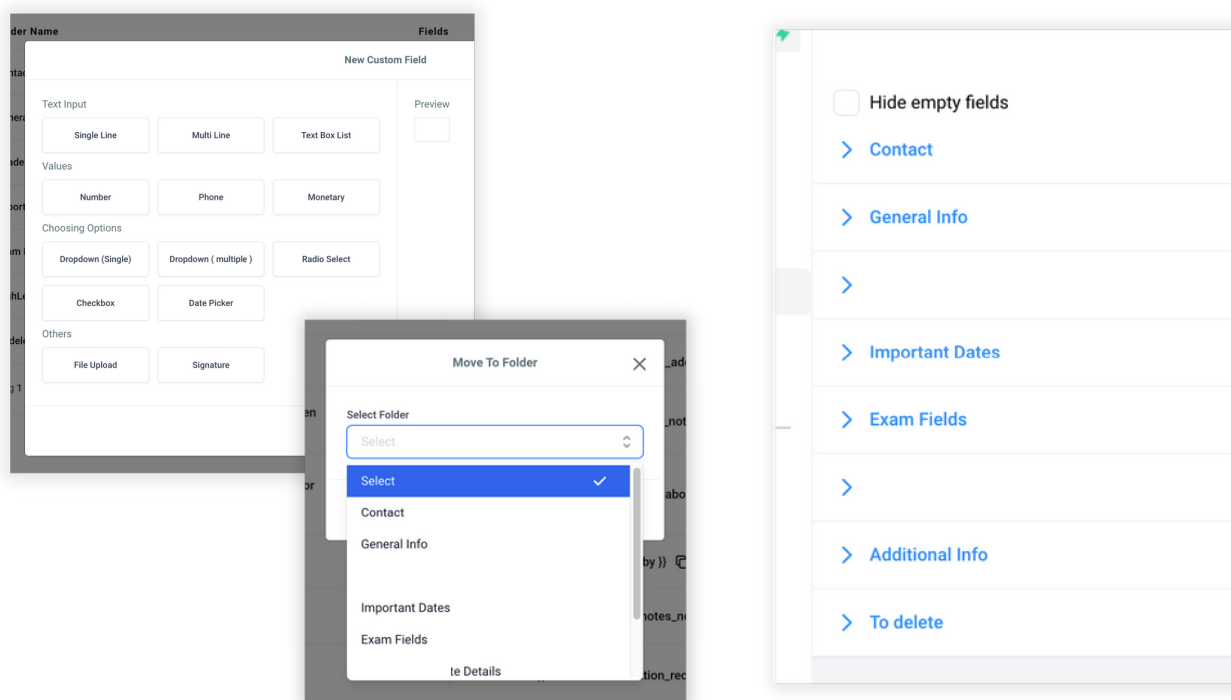 der Name Fields
New Custom Field
Text Input Preview
Single Line Multi Line Text Box List
Values
Number Phone Monetary
Choosing Options
Dropdown (Single) Dropdown ( multiple ) Radio Select
Checkbox Date Picker
Others
File Upload Signature
Move To Folder
Select Folder
Select
Select
Contact
General Info
Important Dates
Exam Fields
te Details
by }}
Hide empty fields
Contact
General Info
Important Dates
Exam Fields
Additional Info
To delete